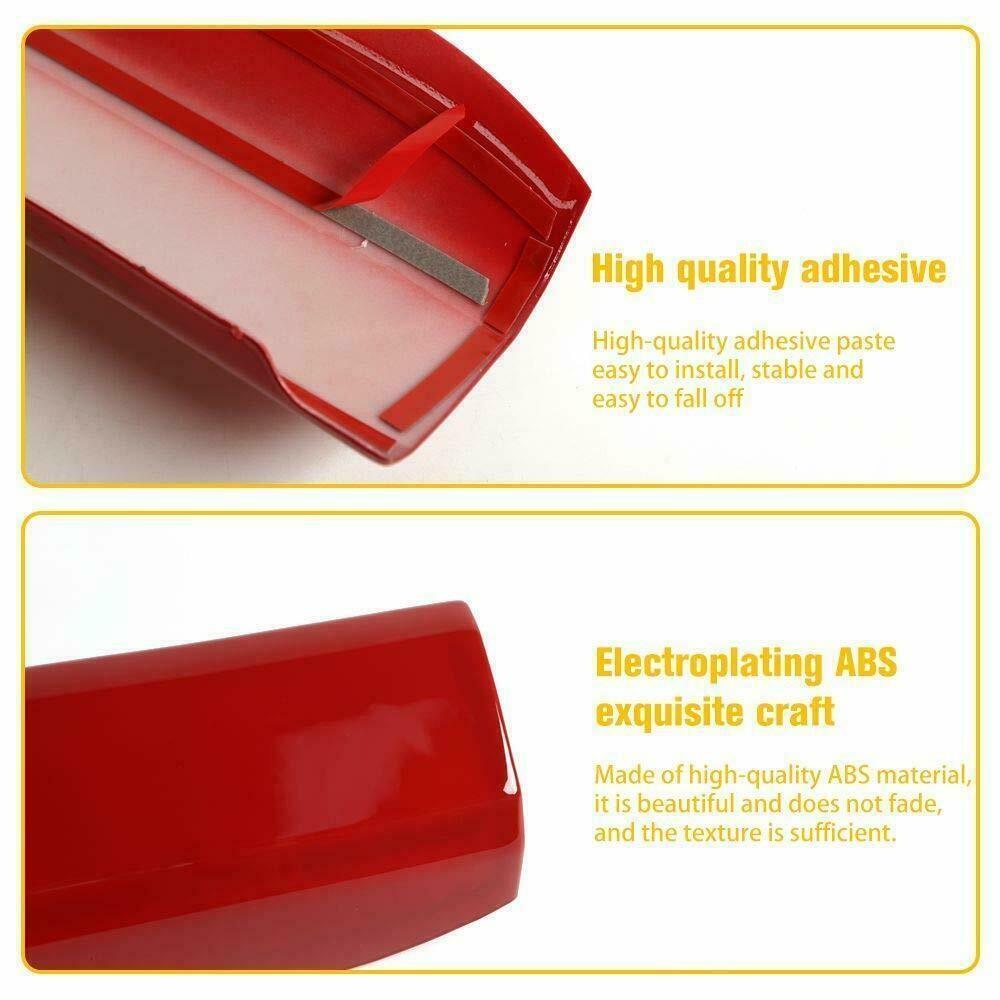 High quality adhesive
High-quality adhesive paste
easy to install, stable and
easy to fall off
Electroplating ABS
exquisite craft
Made of high-quality ABS material,
it is beautiful and does not fade,
and the texture is sufficient.